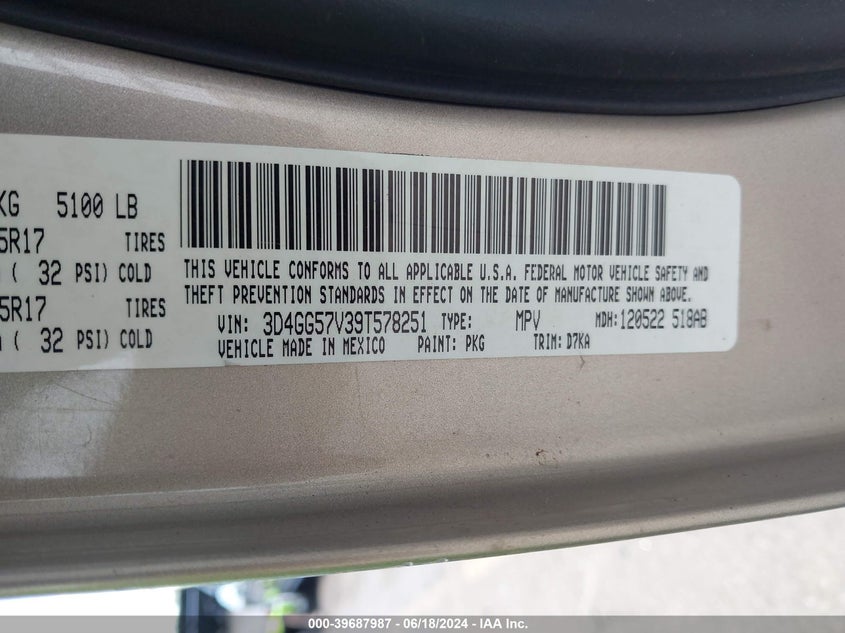 KG 5100 LB
5R17 TIRES
( 32 PSI) COLD
5R17 TIRES
( 32 PSI) COLD
THIS VEHICLE CONFORMS TO ALL APPLICABLE U.S.A. FEDERAL MOTOR VEHICLE SAFETY AND
THEFT PREVENTION STANDARDS IN EFFECT ON THE DATE OF MANUFACTURE SHOWN ABOVE.
VIN: 3D4GG57V39T578251 TYPE: MPV MDH: 120522 518AB
VEHICLE MADE IN MEXICO PAINT: PKG TRIM: D7KA
000-39687987 - 06/18/2024 - IAA Inc.